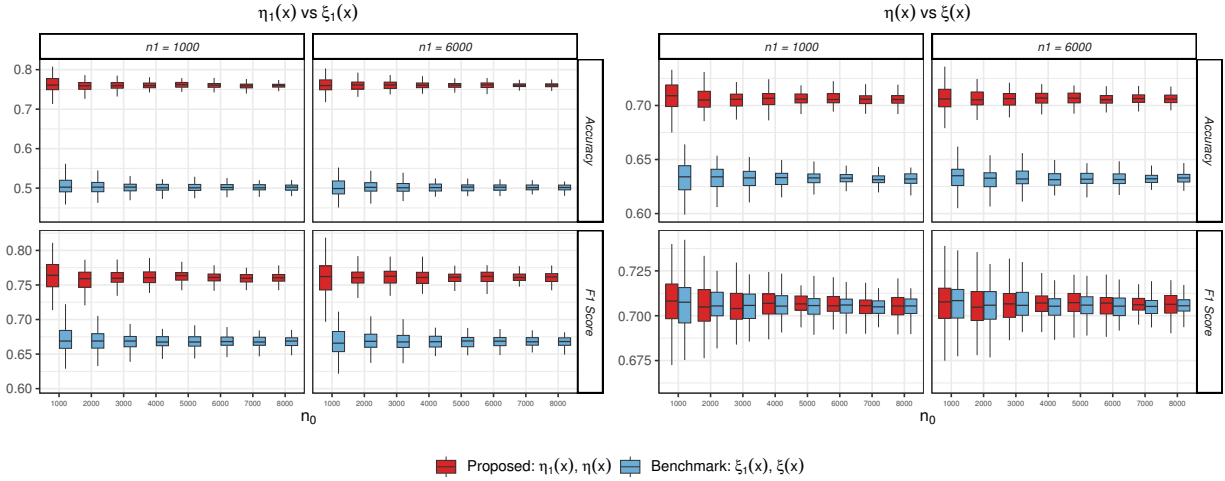 η₁(x) vs ξ₁(x)
n1 = 1000
n1 = 6000
0.8
0.7
0.6
0.5
Accuracy
0.80
0.75
0.70
0.65
0.60
F1 Score
1000 2000 3000 4000 5000 6000 7000 8000
1000 2000 3000 4000 5000 6000 7000 8000
n₀
η(x) vs ξ(x)
n1 = 1000
n1 = 6000
0.70
0.65
0.60
Accuracy
0.725
0.700
0.675
F1 Score
1000 2000 3000 4000 5000 6000 7000 8000
1000 2000 3000 4000 5000 6000 7000 8000
n₀
Proposed: η₁(x), η(x) Benchmark: ξ₁(x), ξ(x)